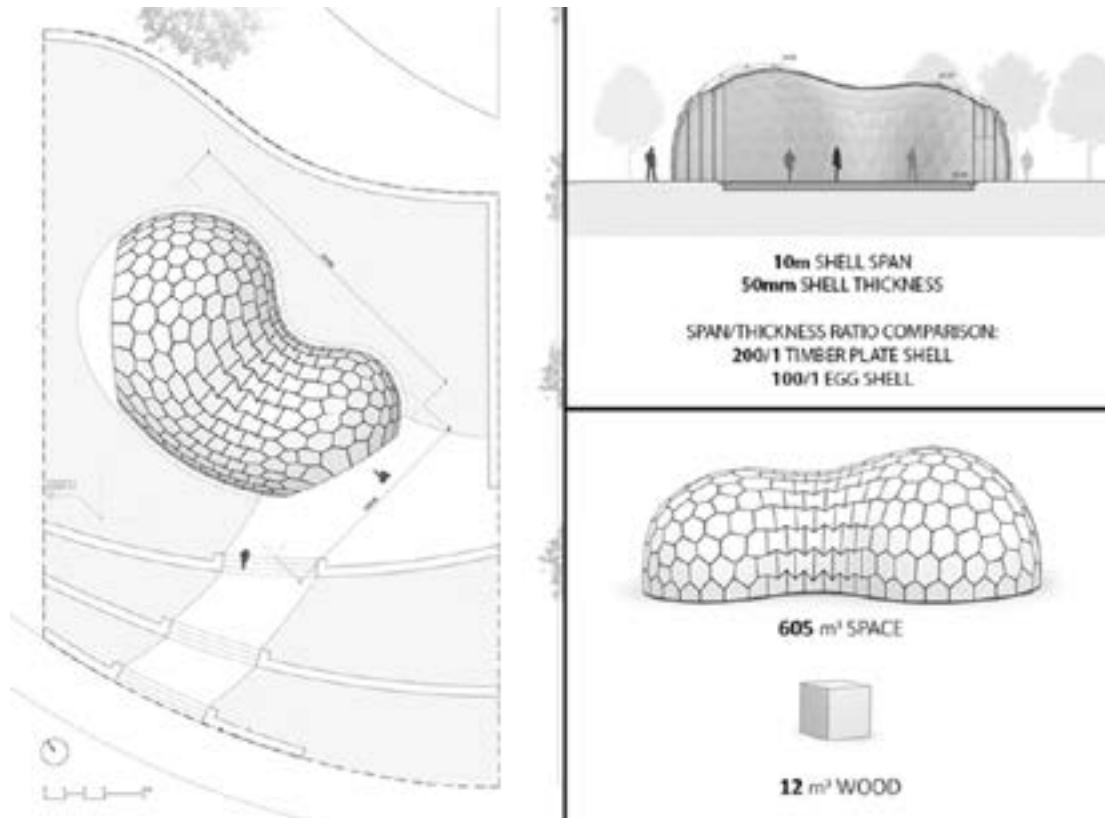 10m SHELL SPAN
50mm SHELL THICKNESS
SPAN/THICKNESS RATIO COMPARISON:
200/1 TIMBER PLATE SHELL
100/1 EGG SHELL
605 m³ SPACE
12 m³ WOOD